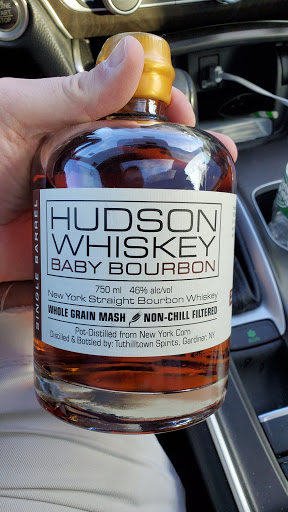 HUDSON
WHISKEY
BABY BOURBON
750 ml 46% alc/vol
New York Straight Bourbon Whiskey
WHOLE GRAIN MASH NON-CHILL FILTERED
Pot-Distilled from New York Corn
Distilled & Bottled by: Tuthilltown Spirits, Gardiner, NY
SINGLE BARREL